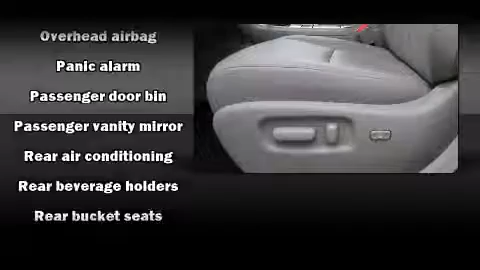 Overhead airbag
Panic alarm
Passenger door bin
Passenger vanity mirror
Rear air conditioning
Rear beverage holders
Rear bucket seats